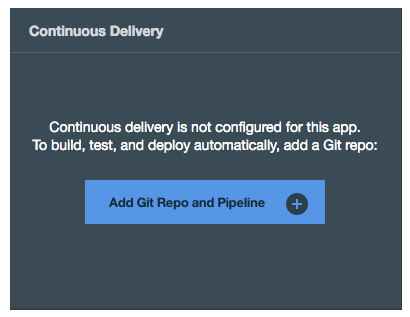 Continuous Delivery
Continuous delivery is not configured for this app.
To build, test, and deploy automatically, add a Git repo:
Add Git Repo and Pipeline